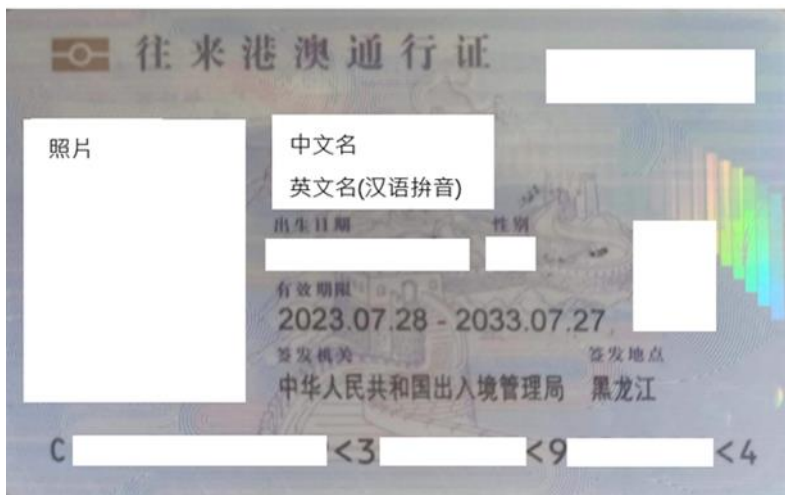 往来港澳通行证
照片
中文名
英文名(汉语拼音)
出生日期 性别
有效期限
2023.07.28 - 2033.07.27
签发机关 签发地点
中华人民共和国出入境管理局 黑龙江
C <3 <9 <4